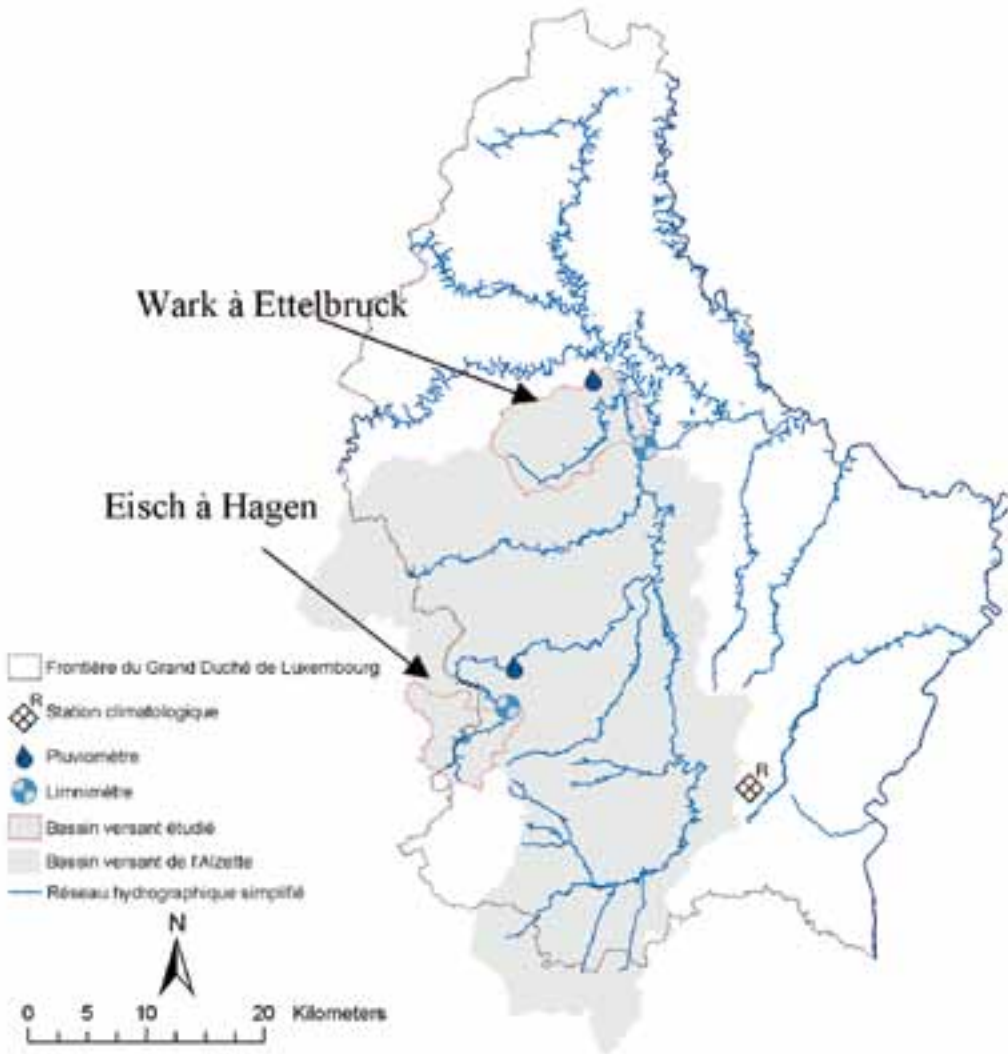 Wark à Ettelbruck
Eisch à Hagen
Frontière du Grand Duché de Luxembourg
R
Station climatologique
Pluviomètre
Limnimètre
Bassin versant étudié
Bassin versant de l'Alzette
Réseau hydrographique simplifié
R
N
0 5 10 20 Kilometers